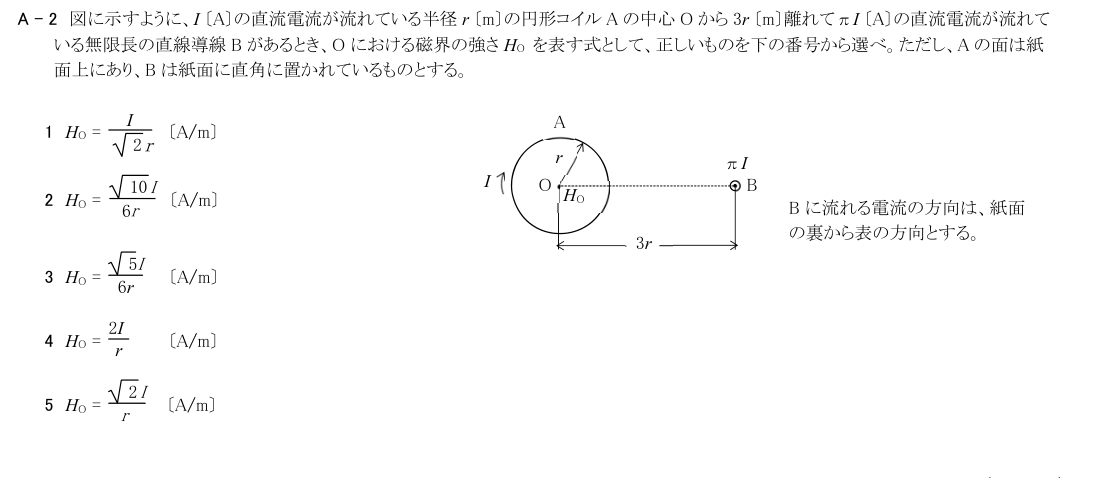 A－2 図に示すように、I〔A〕の直流電流が流れている半径 r〔m〕の円形コイル A の中心 O から 3r〔m〕離れて π I〔A〕の直流電流が流れて
いる無限長の直線導線 B があるとき、O における磁界の強さ HO を表す式として、正しいものを下の番号から選べ。ただし、A の面は紙
面上にあり、B は紙面に直角に置かれているものとする。
1 HO = I/√2 r 〔A/m〕
2 HO = √10 I/6r 〔A/m〕
3 HO = √5 I/6r 〔A/m〕
4 HO = 2I/r 〔A/m〕
5 HO = √2 I/r 〔A/m〕
A
r
I
O
HO
π I
B
3r
B に流れる電流の方向は、紙面
の裏から表の方向とする。